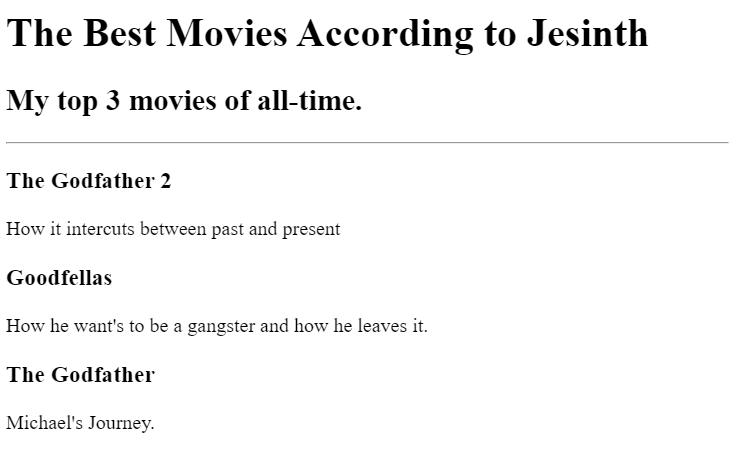 The Best Movies According to Jesinth
My top 3 movies of all-time.
The Godfather 2
How it intercuts between past and present
Goodfellas
How he want's to be a gangster and how he leaves it.
The Godfather
Michael's Journey.